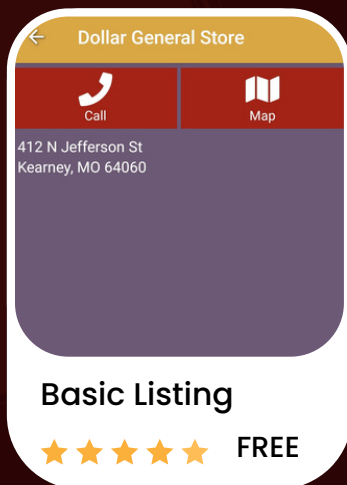 Dollar General Store
Call
Map
412 N Jefferson St
Kearney, MO 64060
Basic Listing
FREE